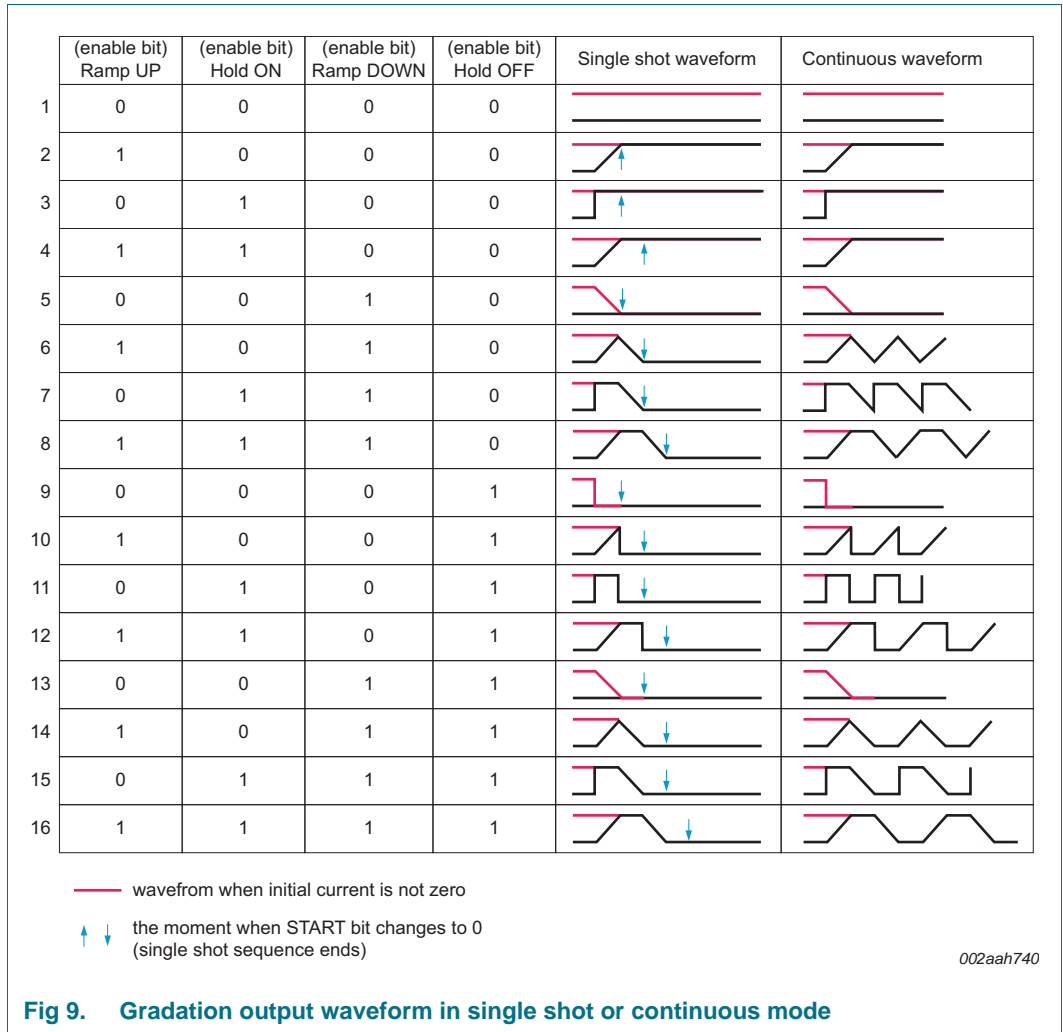 (enable bit) Ramp UP (enable bit) Hold ON (enable bit) Ramp DOWN (enable bit) Hold OFF Single shot waveform Continuous waveform
1 0 0 0 0
2 1 0 0 0
3 0 1 0 0
4 1 1 0 0
5 0 0 1 0
6 1 0 1 0
7 0 1 1 0
8 1 1 1 0
9 0 0 0 1
10 1 0 0 1
11 0 1 0 1
12 1 1 0 1
13 0 0 1 1
14 1 0 1 1
15 0 1 1 1
16 1 1 1 1
wavefrom when initial current is not zero
the moment when START bit changes to 0
(single shot sequence ends)
002aah740
Fig 9. Gradation output waveform in single shot or continuous mode